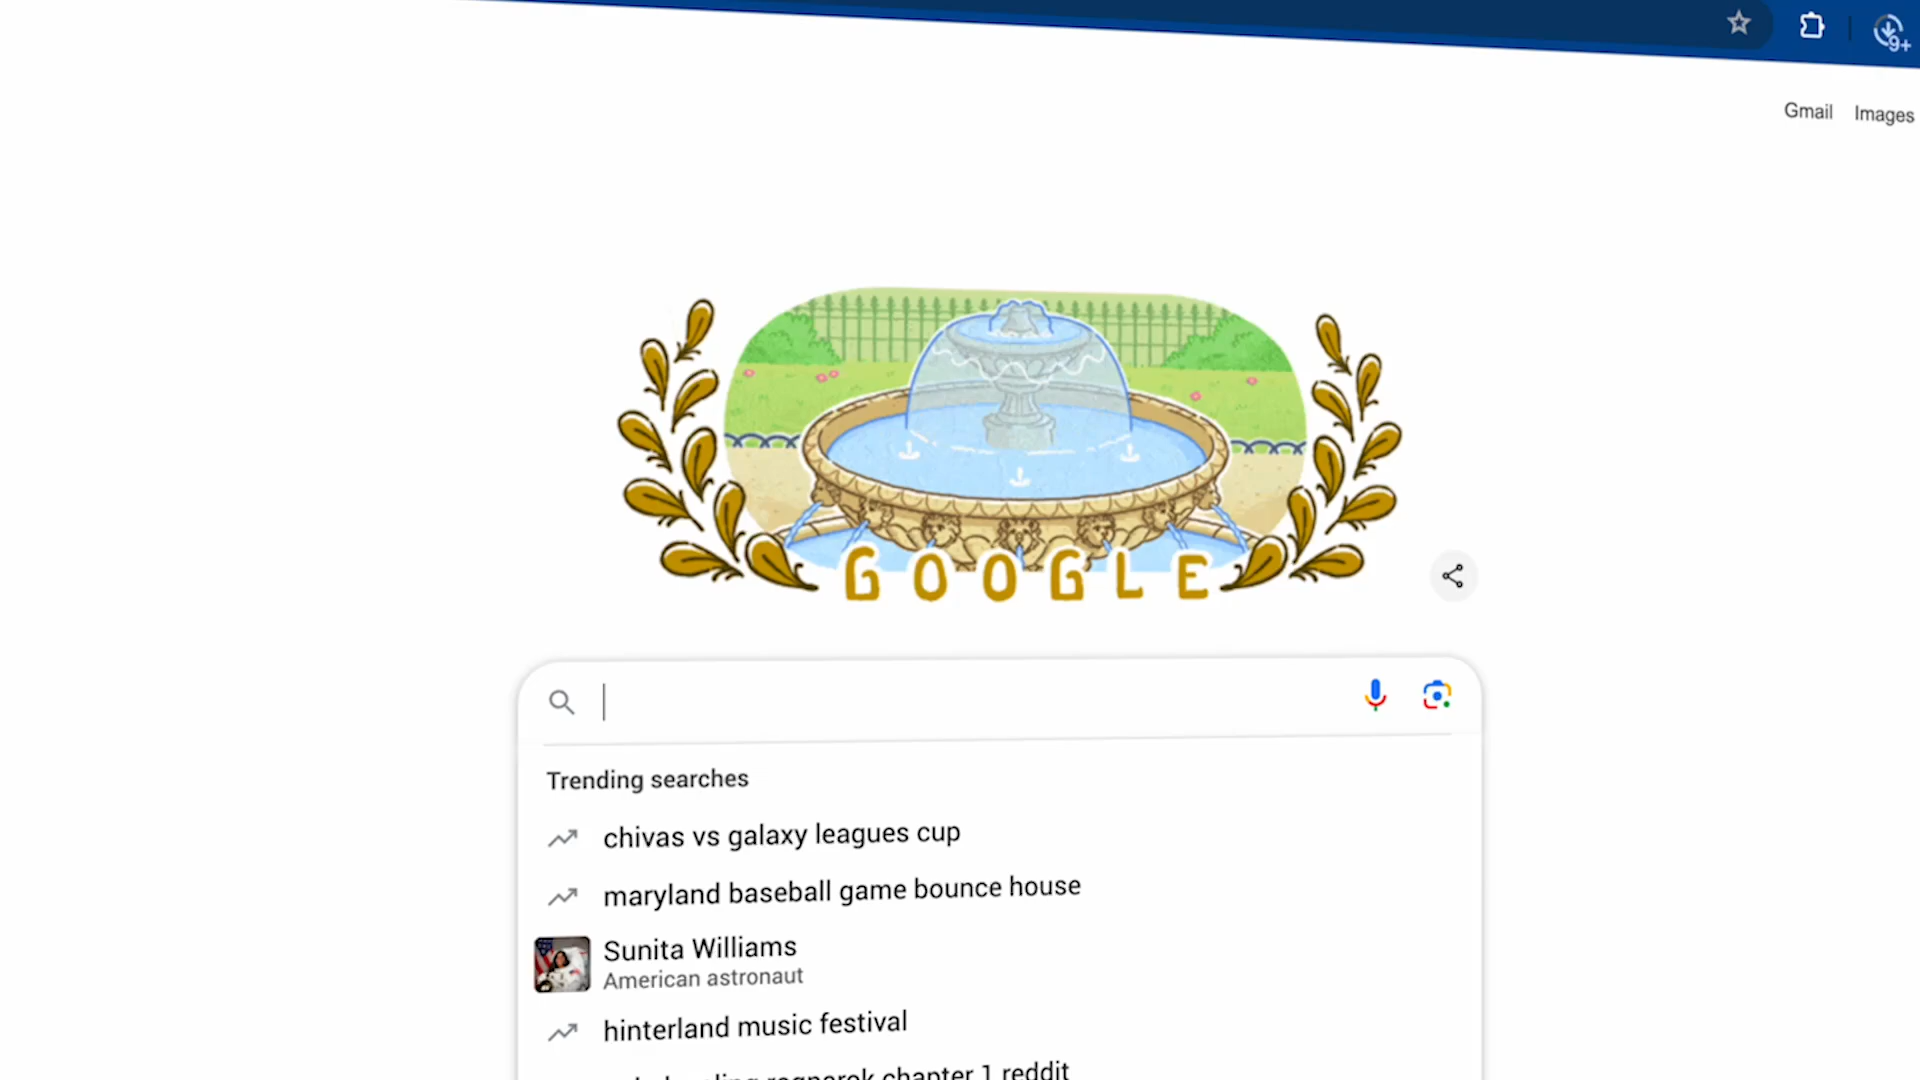 9+
Gmail Images
GOOGLE
Trending searches
chivas vs galaxy leagues cup
maryland baseball game bounce house
Sunita Williams
American astronaut
hinterland music festival
ragnarok chapter 1 reddit